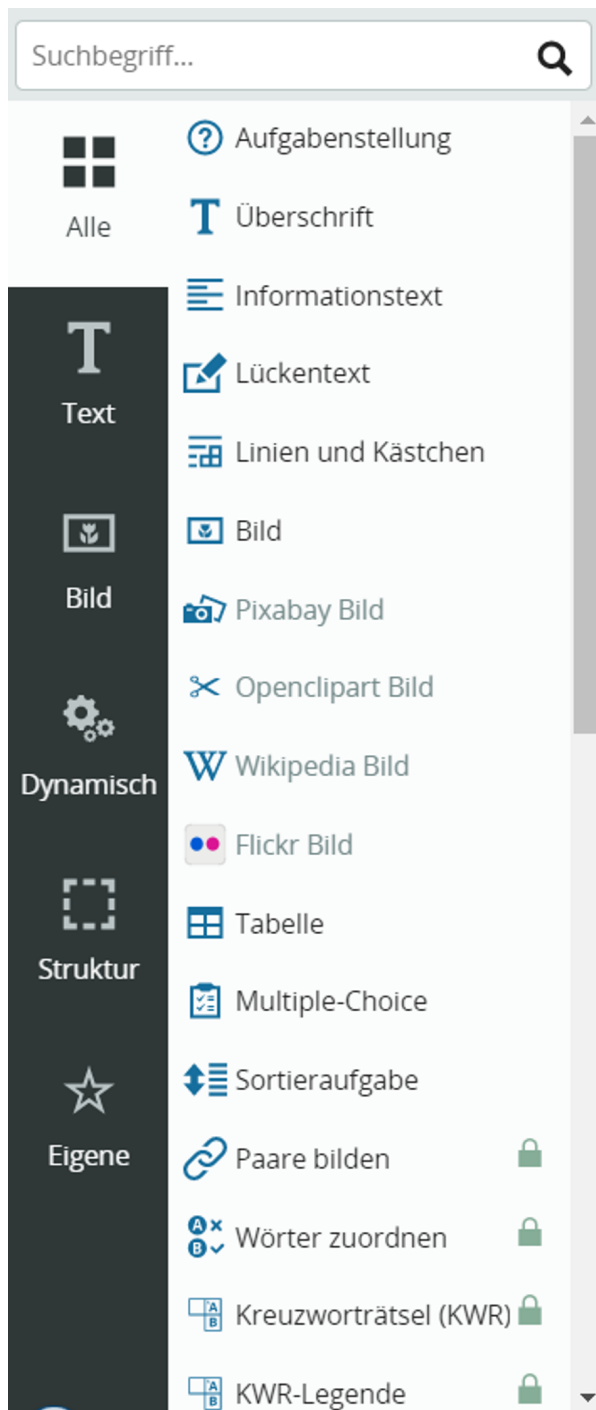 Suchbegriff...
Alle
Text
Bild
Dynamisch
Struktur
Eigene
Aufgabenstellung
Überschrift
Informationstext
Lückentext
Linien und Kästchen
Bild
Pixabay Bild
Openclipart Bild
Wikipedia Bild
Flickr Bild
Tabelle
Multiple-Choice
Sortieraufgabe
Paare bilden
Wörter zuordnen
Kreuzworträtsel (KWR)
KWR-Legende